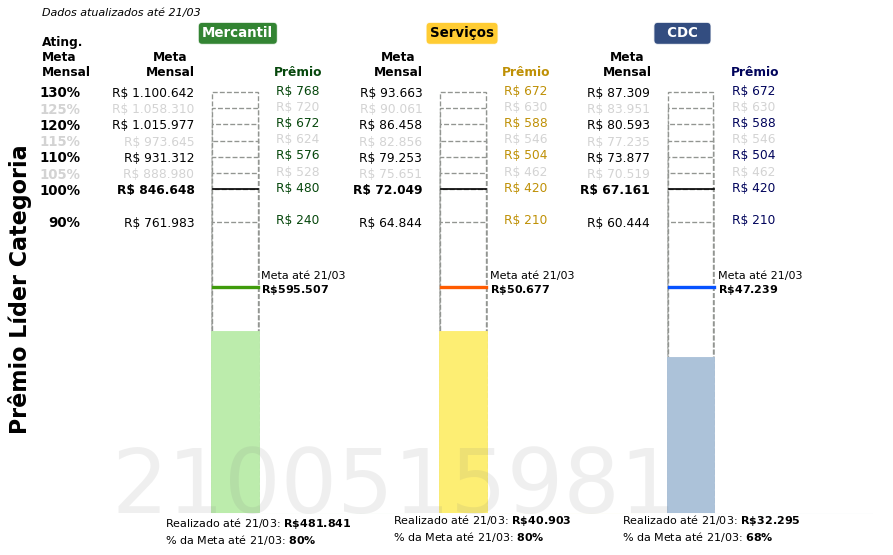 Dados atualizados até 21/03
Mercantil
Serviços
CDC
Ating.
Meta
Mensal
Meta
Mensal
Prêmio
Meta
Mensal
Prêmio
Meta
Mensal
Prêmio
130% R$ 1.100.642 R$ 768 R$ 93.663 R$ 672 R$ 87.309 R$ 672
125% R$ 1.058.310 R$ 720 R$ 90.061 R$ 630 R$ 83.951 R$ 630
120% R$ 1.015.977 R$ 672 R$ 86.458 R$ 588 R$ 80.593 R$ 588
115% R$ 973.645 R$ 624 R$ 82.856 R$ 546 R$ 77.235 R$ 546
110% R$ 931.312 R$ 576 R$ 79.253 R$ 504 R$ 73.877 R$ 504
105% R$ 888.980 R$ 528 R$ 75.651 R$ 462 R$ 70.519 R$ 462
100% R$ 846.648 R$ 480 R$ 72.049 R$ 420 R$ 67.161 R$ 420
90% R$ 761.983 R$ 240 R$ 64.844 R$ 210 R$ 60.444 R$ 210
Prêmio Líder Categoria
Meta até 21/03
R$595.507
Meta até 21/03
R$50.677
Meta até 21/03
R$47.239
2100515981
Realizado até 21/03: R$481.841
% da Meta até 21/03: 80%
Realizado até 21/03: R$40.903
% da Meta até 21/03: 80%
Realizado até 21/03: R$32.295
% da Meta até 21/03: 68%